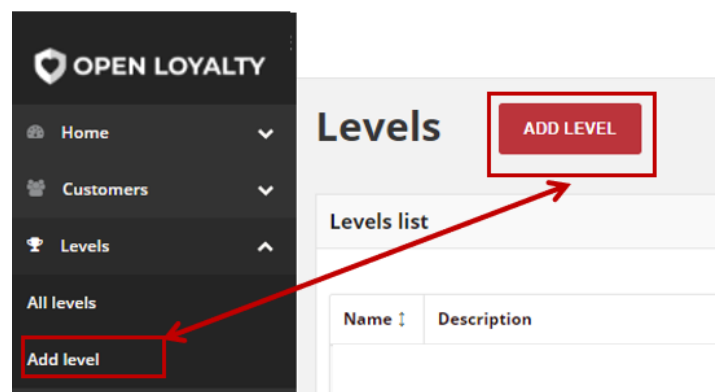 OPEN LOYALTY
Home
Customers
Levels
All levels
Add level
Levels
ADD LEVEL
Levels list
Name
Description